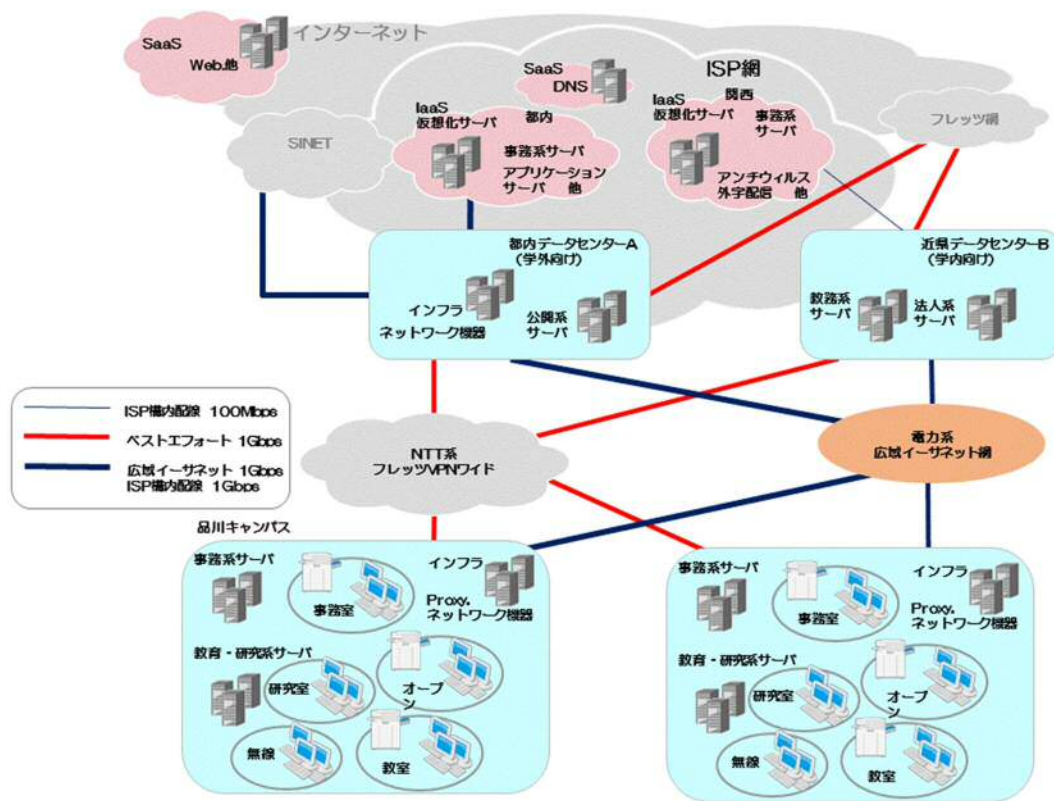 SaaS
Web.他
インターネット
SaaS
DNS
ISP網
IaaS
仮想化サーバ
都内
事務系サーバ
アプリケーション
サーバ 他
IaaS
仮想化サーバ
関西
事務系
サーバ
アンチウィルス
外字配信 他
フレッツ網
SINET
都内データセンターA
(学外向け)
インフラ
ネットワーク機器
公開系
サーバ
近県データセンターB
(学内向け)
教務系
サーバ
法人系
サーバ
ISP構内配線 100Mbps
ベストエフォート 1Gbps
広域イーサネット 1Gbps
ISP構内配線 1Gbps
NTT系
フレッツVPNワイド
電力系
広域イーサネット網
品川キャンパス
事務系サーバ
事務室
インフラ
Proxy.
ネットワーク機器
教育・研究系サーバ
研究室
オープ
ン
無線
教室
事務系サーバ
事務室
インフラ
Proxy.
ネットワーク機器
教育・研究系サーバ
研究室
オープ
ン
無線
教室